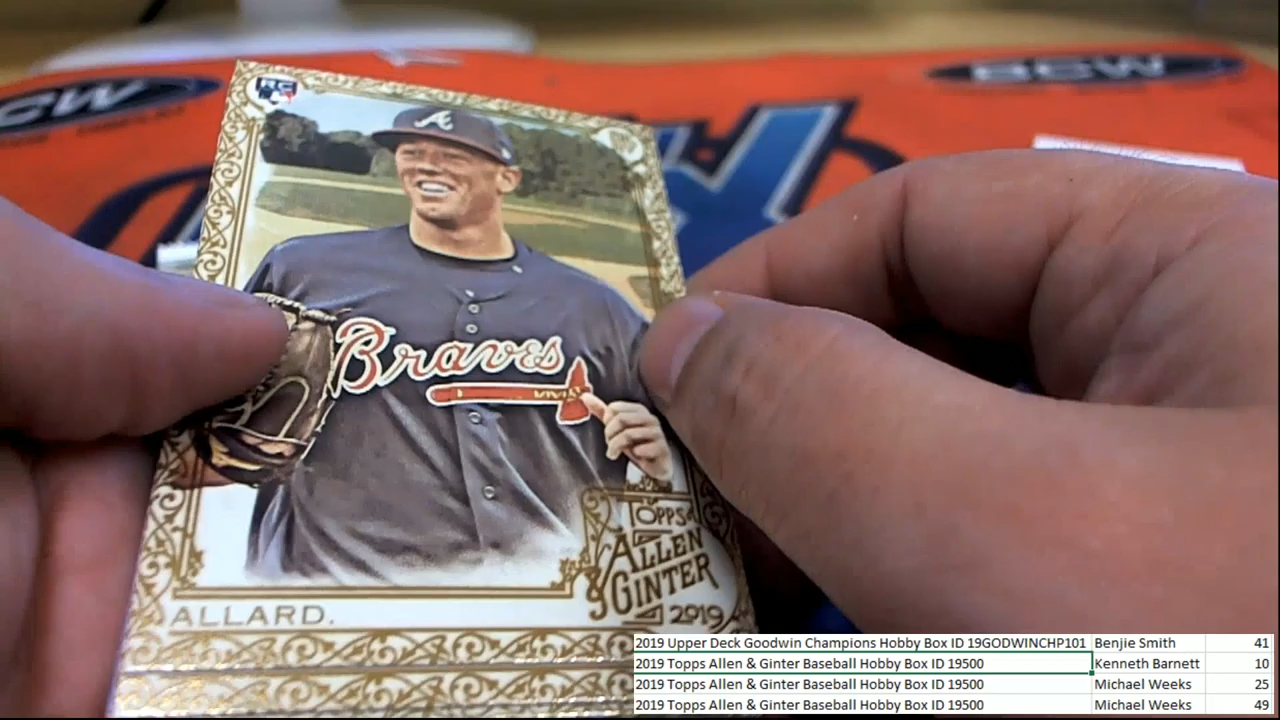 CW
BCW
RC
A
Braves
TOPPS
ALLEN
& GINTER
2019
ALLARD.
2019 Upper Deck Goodwin Champions Hobby Box ID 19GODWINCHP101 Benjie Smith 41
2019 Topps Allen & Ginter Baseball Hobby Box ID 19500 Kenneth Barnett 10
2019 Topps Allen & Ginter Baseball Hobby Box ID 19500 Michael Weeks 25
2019 Topps Allen & Ginter Baseball Hobby Box ID 19500 Michael Weeks 49